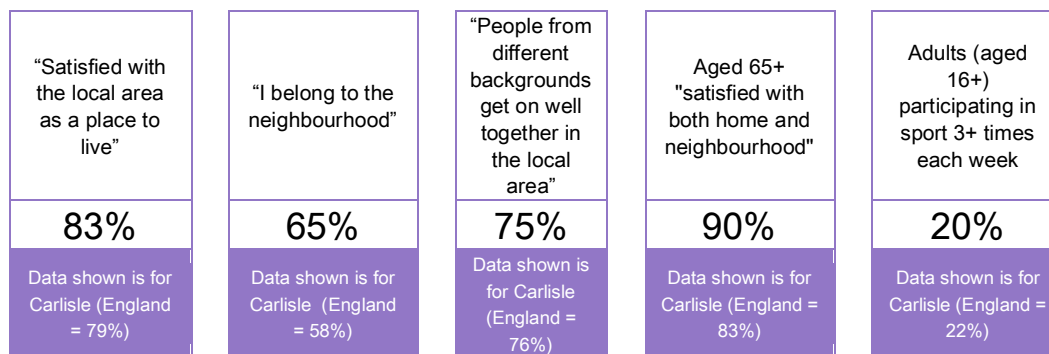 “Satisfied with
the local area
as a place to
live”
83%
Data shown is for
Carlisle (England
= 79%)
“I belong to the
neighbourhood”
65%
Data shown is for
Carlisle  (England
= 58%)
“People from
different
backgrounds
get on well
together in
the local
area”
75%
Data shown is
for Carlisle
(England =
76%)
Aged 65+
"satisfied with
both home and
neighbourhood"
90%
Data shown is for
Carlisle (England =
83%)
Adults (aged
16+)
participating in
sport 3+ times
each week
20%
Data shown is for
Carlisle (England =
22%)